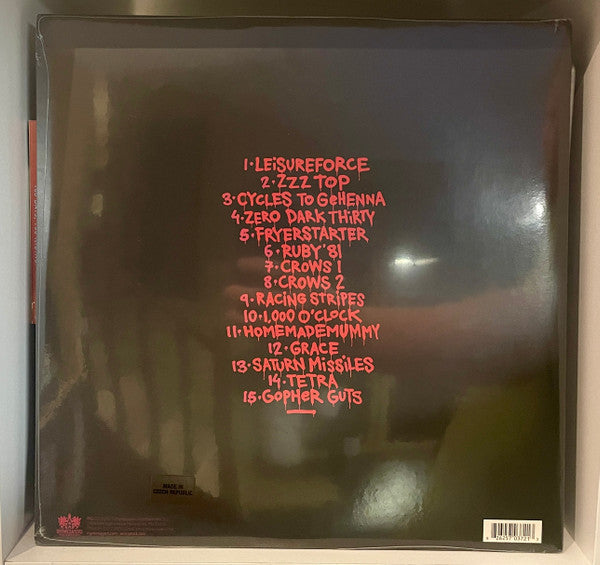 1·LEiSUREFORCE
2·ZZZ TOP
3·CYCLES TO GeHENNA
4·ZERO DARK THiRTY
5·FRYERSTARTER
6·RUBY '81
7·CROWS 1
8·CROWS 2
9·RACING STRiPES
10·1,000 O'CLOCK
11·HOMEMADEMUMMY
12·GRACE
13·SATURN MiSSiLES
14·TETRA
15·GOPHeR GUTS
MADE IN
CZECH REPUBLIC